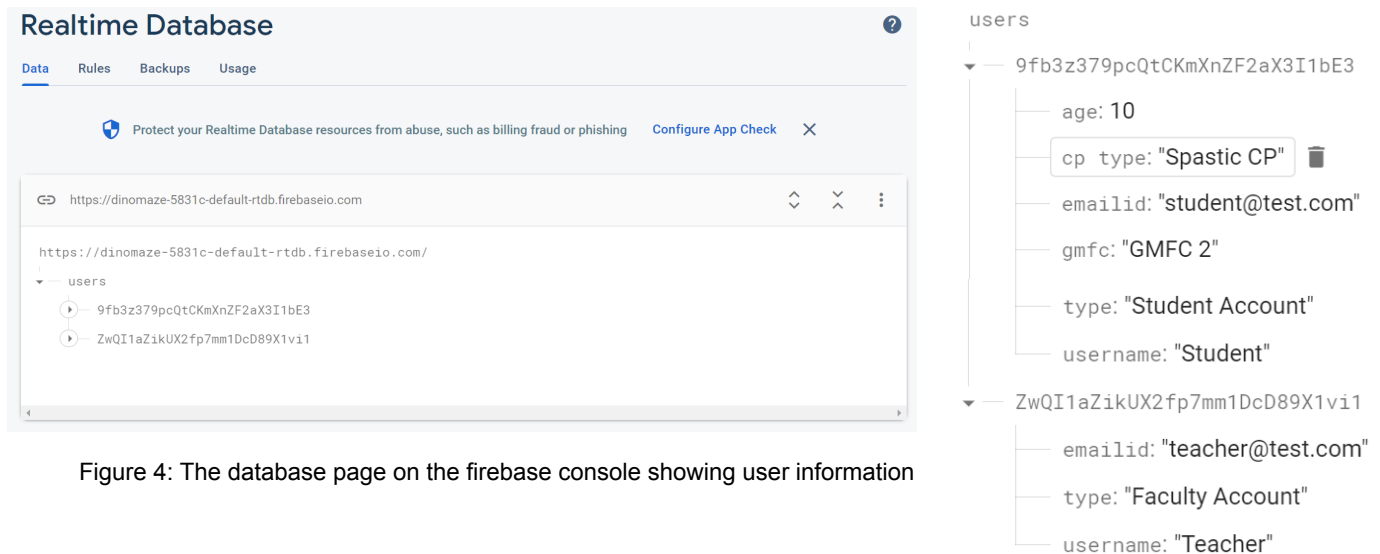 Realtime Database
Data Rules Backups Usage
Protect your Realtime Database resources from abuse, such as billing fraud or phishing Configure App Check
https://dinomaze-5831c-default-rtdb.firebaseio.com
https://dinomaze-5831c-default-rtdb.firebaseio.com/
users
9fb3z379pcQtCKmXnZF2aX3I1bE3
ZwQI1aZikUX2fp7mm1DcD89X1vi1
Figure 4: The database page on the firebase console showing user information
users
9fb3z379pcQtCKmXnZF2aX3I1bE3
age: 10
cp type: "Spastic CP"
emailid: "student@test.com"
gmfc: "GMFC 2"
type: "Student Account"
username: "Student"
ZwQI1aZikUX2fp7mm1DcD89X1vi1
emailid: "teacher@test.com"
type: "Faculty Account"
username: "Teacher"